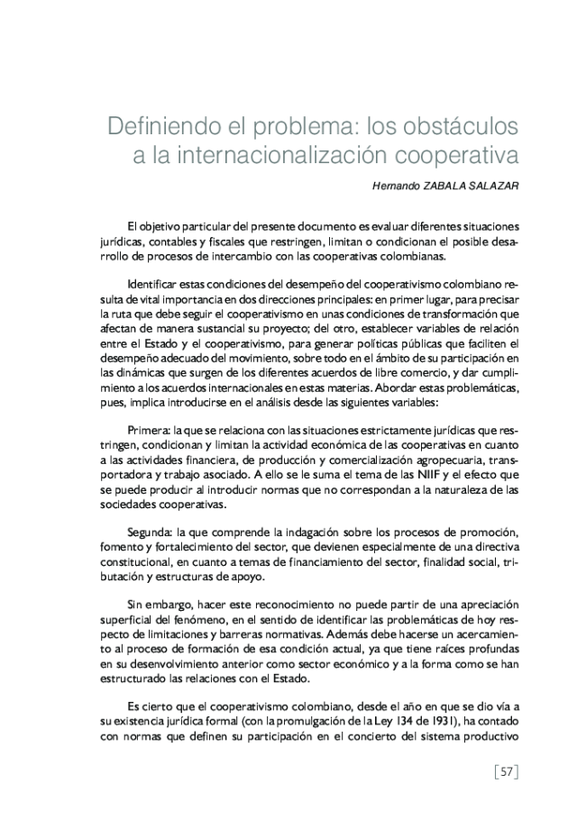 Definiendo el problema: los obstáculos
a la internacionalización cooperativa
Hernando ZABALA SALAZAR
El objetivo particular del presente documento es evaluar diferentes situaciones
jurídicas, contables y fiscales que restringen, limitan o condicionan el posible desa-
rrollo de procesos de intercambio con las cooperativas colombianas.
Identificar estas condiciones del desempeño del cooperativismo colombiano re-
sulta de vital importancia en dos direcciones principales: en primer lugar, para precisar
la ruta que debe seguir el cooperativismo en unas condiciones de transformación que
afectan de manera sustancial su proyecto; del otro, establecer variables de relación
entre el Estado y el cooperativismo, para generar políticas públicas que faciliten el
desempeño adecuado del movimiento, sobre todo en el ámbito de su participación en
las dinámicas que surgen de los diferentes acuerdos de libre comercio, y dar cumpli-
miento a los acuerdos internacionales en estas materias. Abordar estas problemáticas,
pues, implica introducirse en el análisis desde las siguientes variables:
Primera: la que se relaciona con las situaciones estrictamente jurídicas que res-
tringen, condicionan y limitan la actividad económica de las cooperativas en cuanto
a las actividades financiera, de producción y comercialización agropecuaria, trans-
portadora y trabajo asociado. A ello se le suma el tema de las NIIF y el efecto que
se puede producir al introducir normas que no correspondan a la naturaleza de las
sociedades cooperativas.
Segunda: la que comprende la indagación sobre los procesos de promoción,
fomento y fortalecimiento del sector, que devienen especialmente de una directiva
constitucional, en cuanto a temas de financiamiento del sector, finalidad social, tri-
butación y estructuras de apoyo.
Sin embargo, hacer este reconocimiento no puede partir de una apreciación
superficial del fenómeno, en el sentido de identificar las problemáticas de hoy res-
pecto de limitaciones y barreras normativas. Además debe hacerse un acercamien-
to al proceso de formación de esa condición actual, ya que tiene raíces profundas
en su desenvolvimiento anterior como sector económico y a la forma como se han
estructurado las relaciones con el Estado.
Es cierto que el cooperativismo colombiano, desde el año en que se dio vía a
su existencia jurídica formal (con la promulgación de la Ley 134 de 1931), ha contado
con normas que definen su participación en el concierto del sistema productivo
[57]